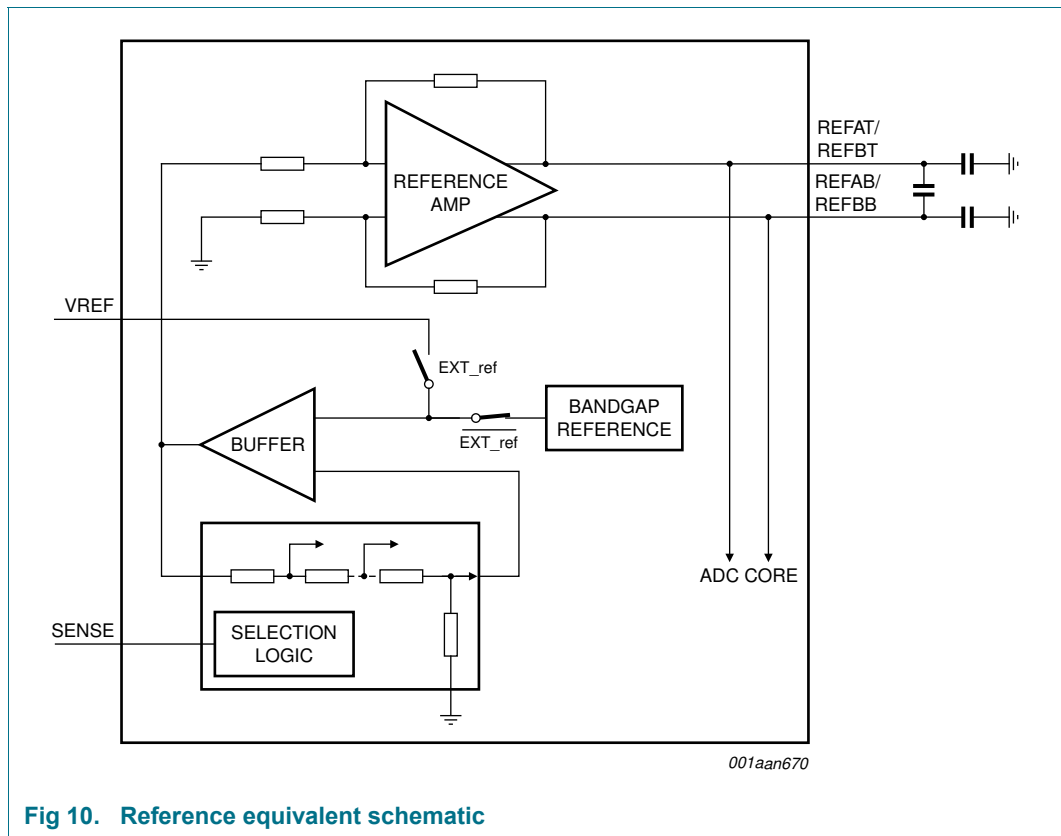 REFAT/
REFBT
REFERENCE
AMP
REFAB/
REFBB
VREF
EXT_ref
BANDGAP
REFERENCE
EXT_ref
BUFFER
ADC CORE
SENSE
SELECTION
LOGIC
001aan670
Fig 10. Reference equivalent schematic